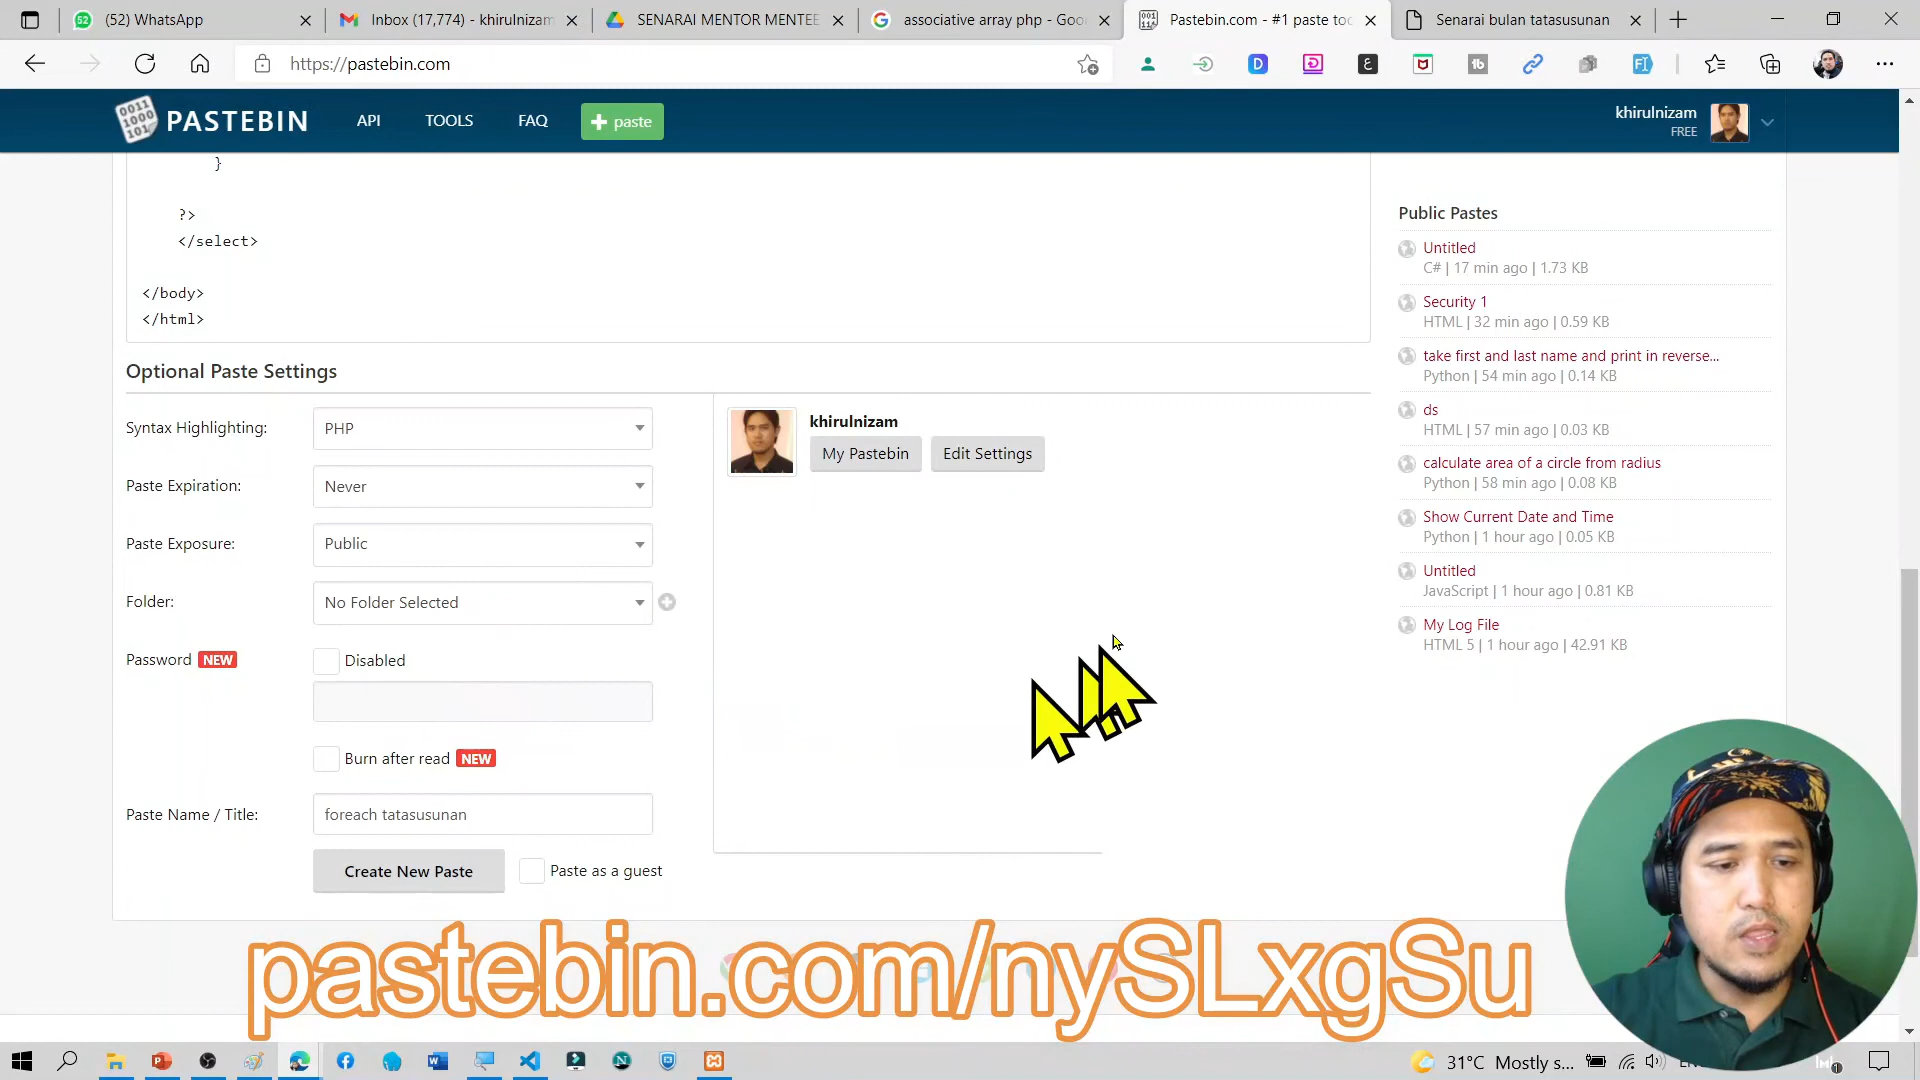 (52) WhatsApp
Inbox (17,774) - khirulnizam
SENARAI MENTOR MENTEE
associative array php - Goo
Pastebin.com - #1 paste too
Senarai bulan tatasusunan
https://pastebin.com
PASTEBIN
API
TOOLS
FAQ
+ paste
khirulnizam
FREE
}
?>
</select>
</body>
</html>
Optional Paste Settings
Syntax Highlighting:
PHP
Paste Expiration:
Never
Paste Exposure:
Public
Folder:
No Folder Selected
Password NEW
Disabled
Burn after read NEW
Paste Name / Title:
foreach tatasusunan
Create New Paste
Paste as a guest
khirulnizam
My Pastebin
Edit Settings
Public Pastes
Untitled
C# | 17 min ago | 1.73 KB
Security 1
HTML | 32 min ago | 0.59 KB
take first and last name and print in reverse...
Python | 54 min ago | 0.14 KB
ds
HTML | 57 min ago | 0.03 KB
calculate area of a circle from radius
Python | 58 min ago | 0.08 KB
Show Current Date and Time
Python | 1 hour ago | 0.05 KB
Untitled
JavaScript | 1 hour ago | 0.81 KB
My Log File
HTML 5 | 1 hour ago | 42.91 KB
pastebin.com/nySLxgSu
31°C Mostly s...